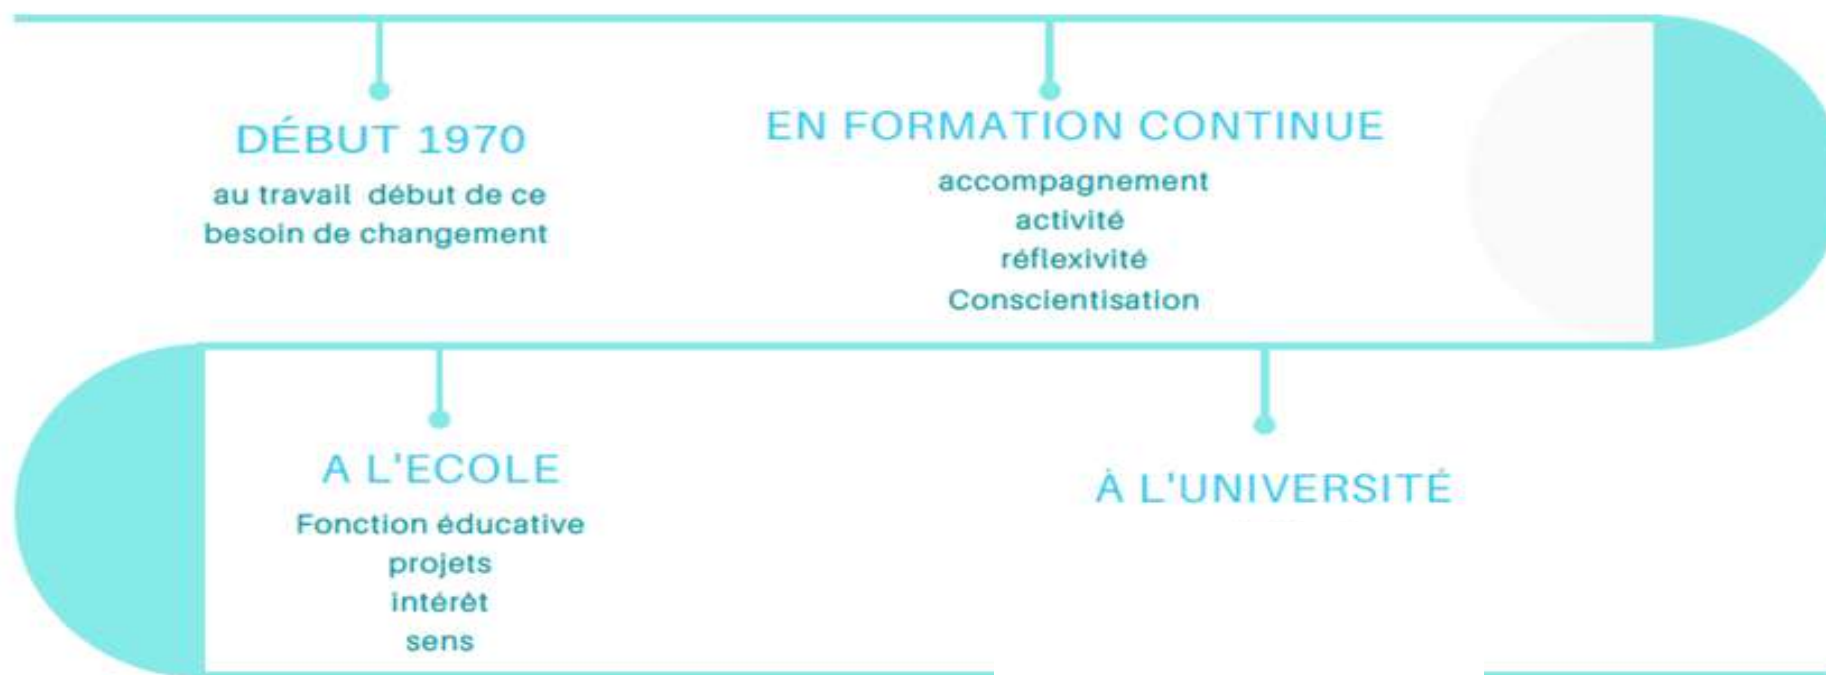 DÉBUT 1970
au travail début de ce
besoin de changement
EN FORMATION CONTINUE
accompagnement
activité
réflexivité
Conscientisation
A L'ECOLE
Fonction éducative
projets
intérêt
sens
À L'UNIVERSITÉ